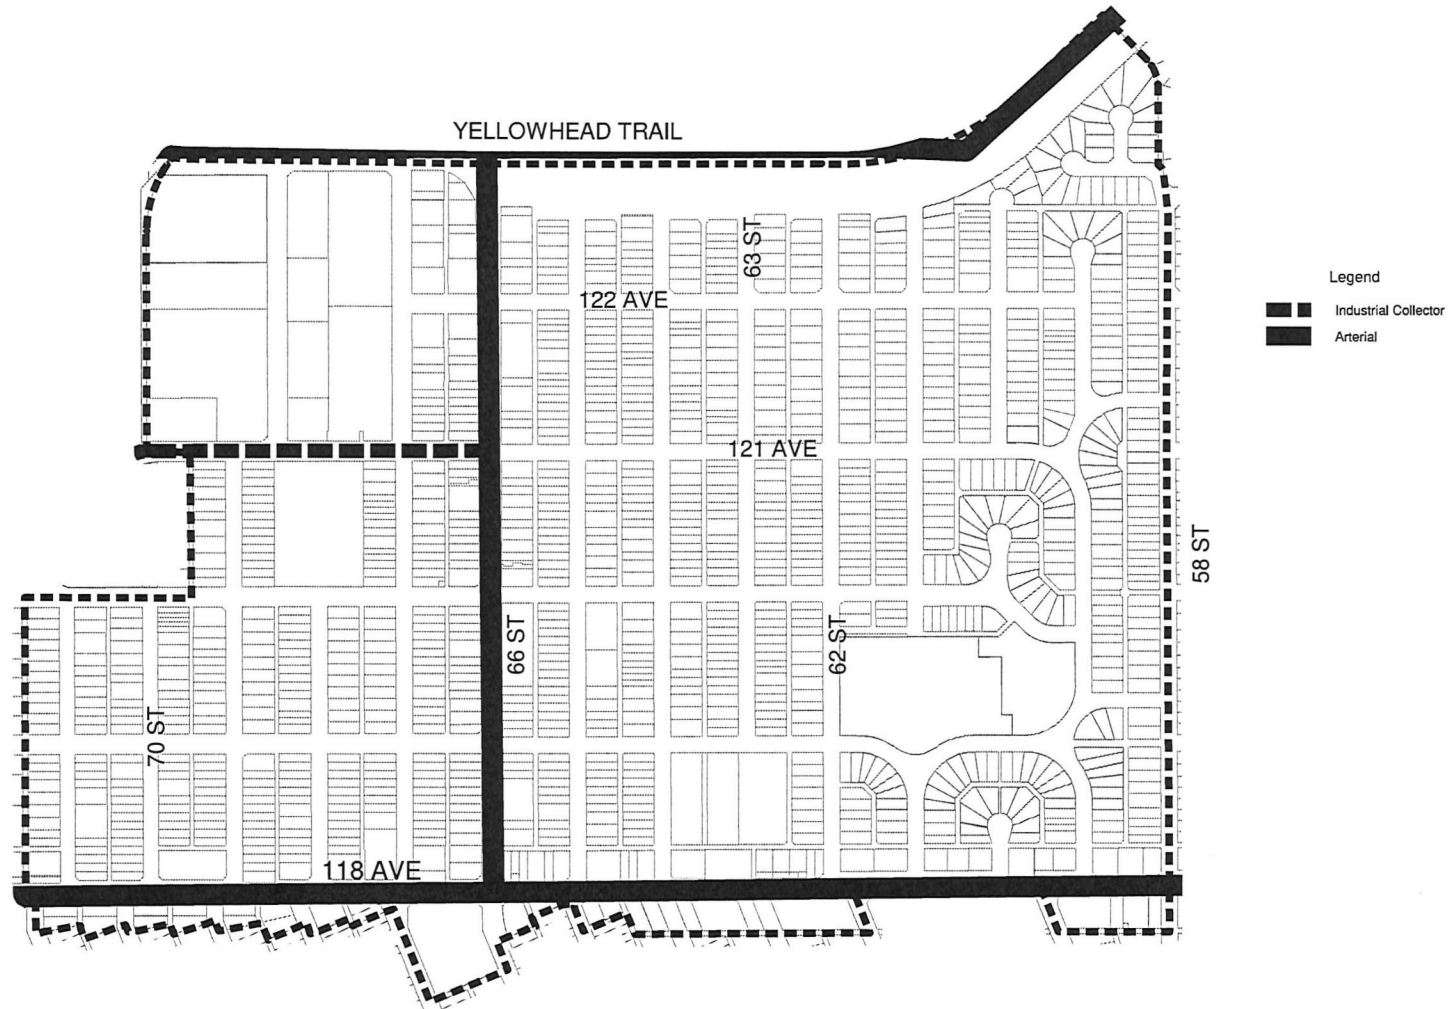 YELLOWHEAD TRAIL
63 ST
122 AVE
Legend
Industrial Collector
Arterial
121 AVE
58 ST
66 ST
62 ST
70 ST
118 AVE